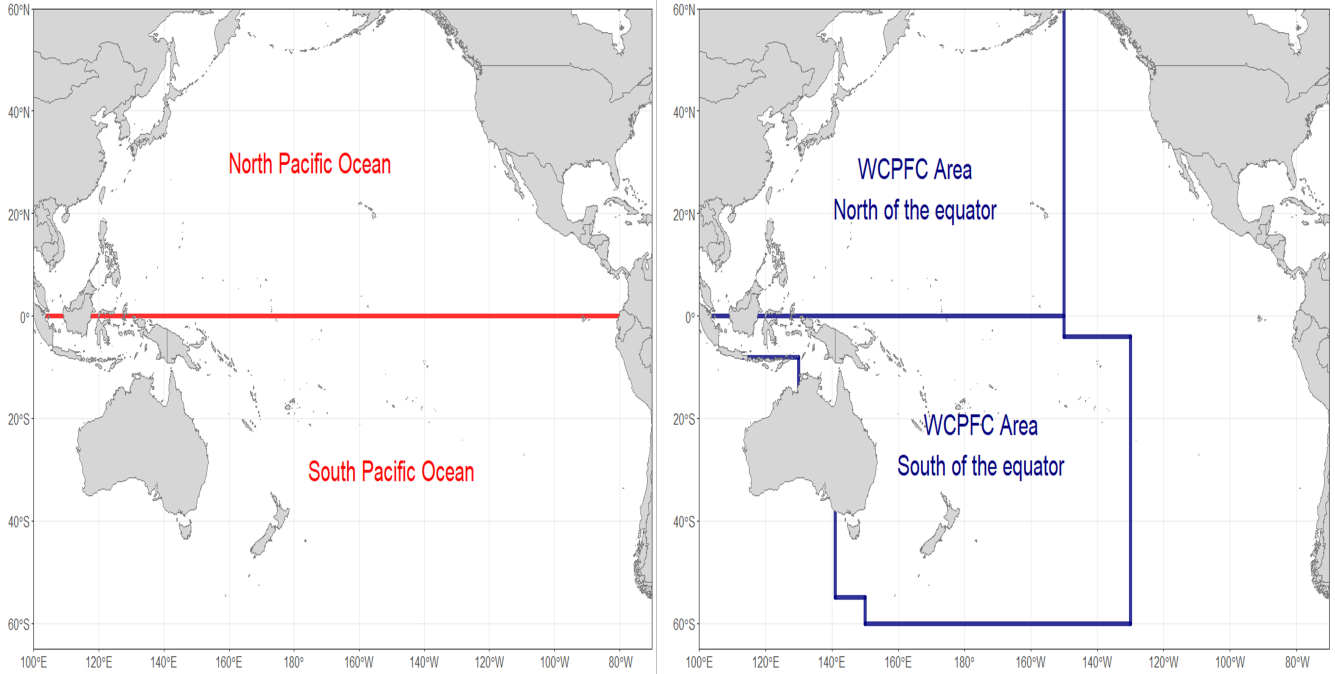 60°N
40°N
20°N
0°
20°S
40°S
60°S
100°E
120°E
140°E
160°E
180°
160°W
140°W
120°W
100°W
80°W
North Pacific Ocean
South Pacific Ocean
60°N
40°N
20°N
0°
20°S
40°S
60°S
100°E
120°E
140°E
160°E
180°
160°W
140°W
120°W
100°W
80°W
WCPFC Area
North of the equator
WCPFC Area
South of the equator